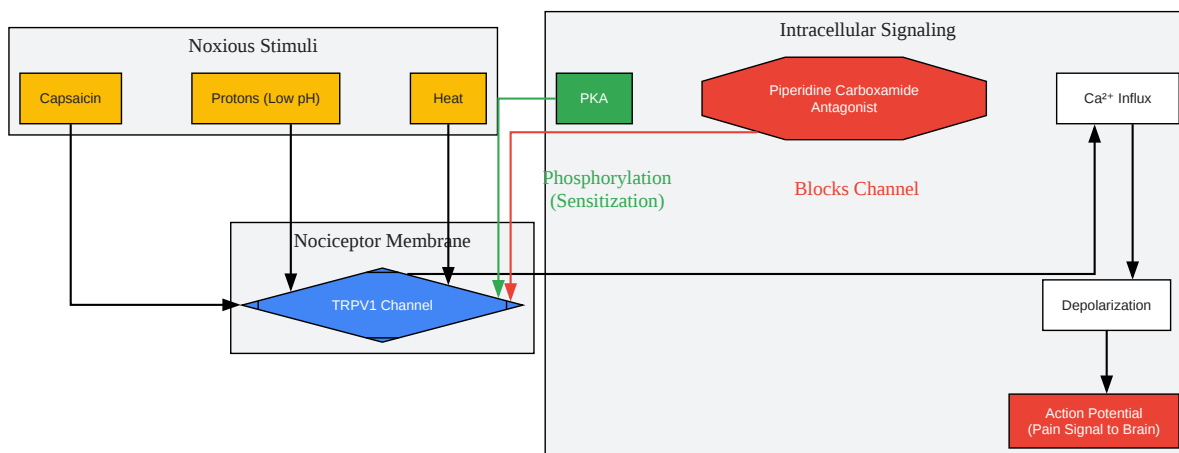 Noxious Stimuli
Capsaicin
Protons (Low pH)
Heat
Intracellular Signaling
PKA
Piperidine Carboxamide
Antagonist
Ca²⁺ Influx
Phosphorylation
(Sensitization)
Blocks Channel
Nociceptor Membrane
TRPV1 Channel
Depolarization
Action Potential
(Pain Signal to Brain)